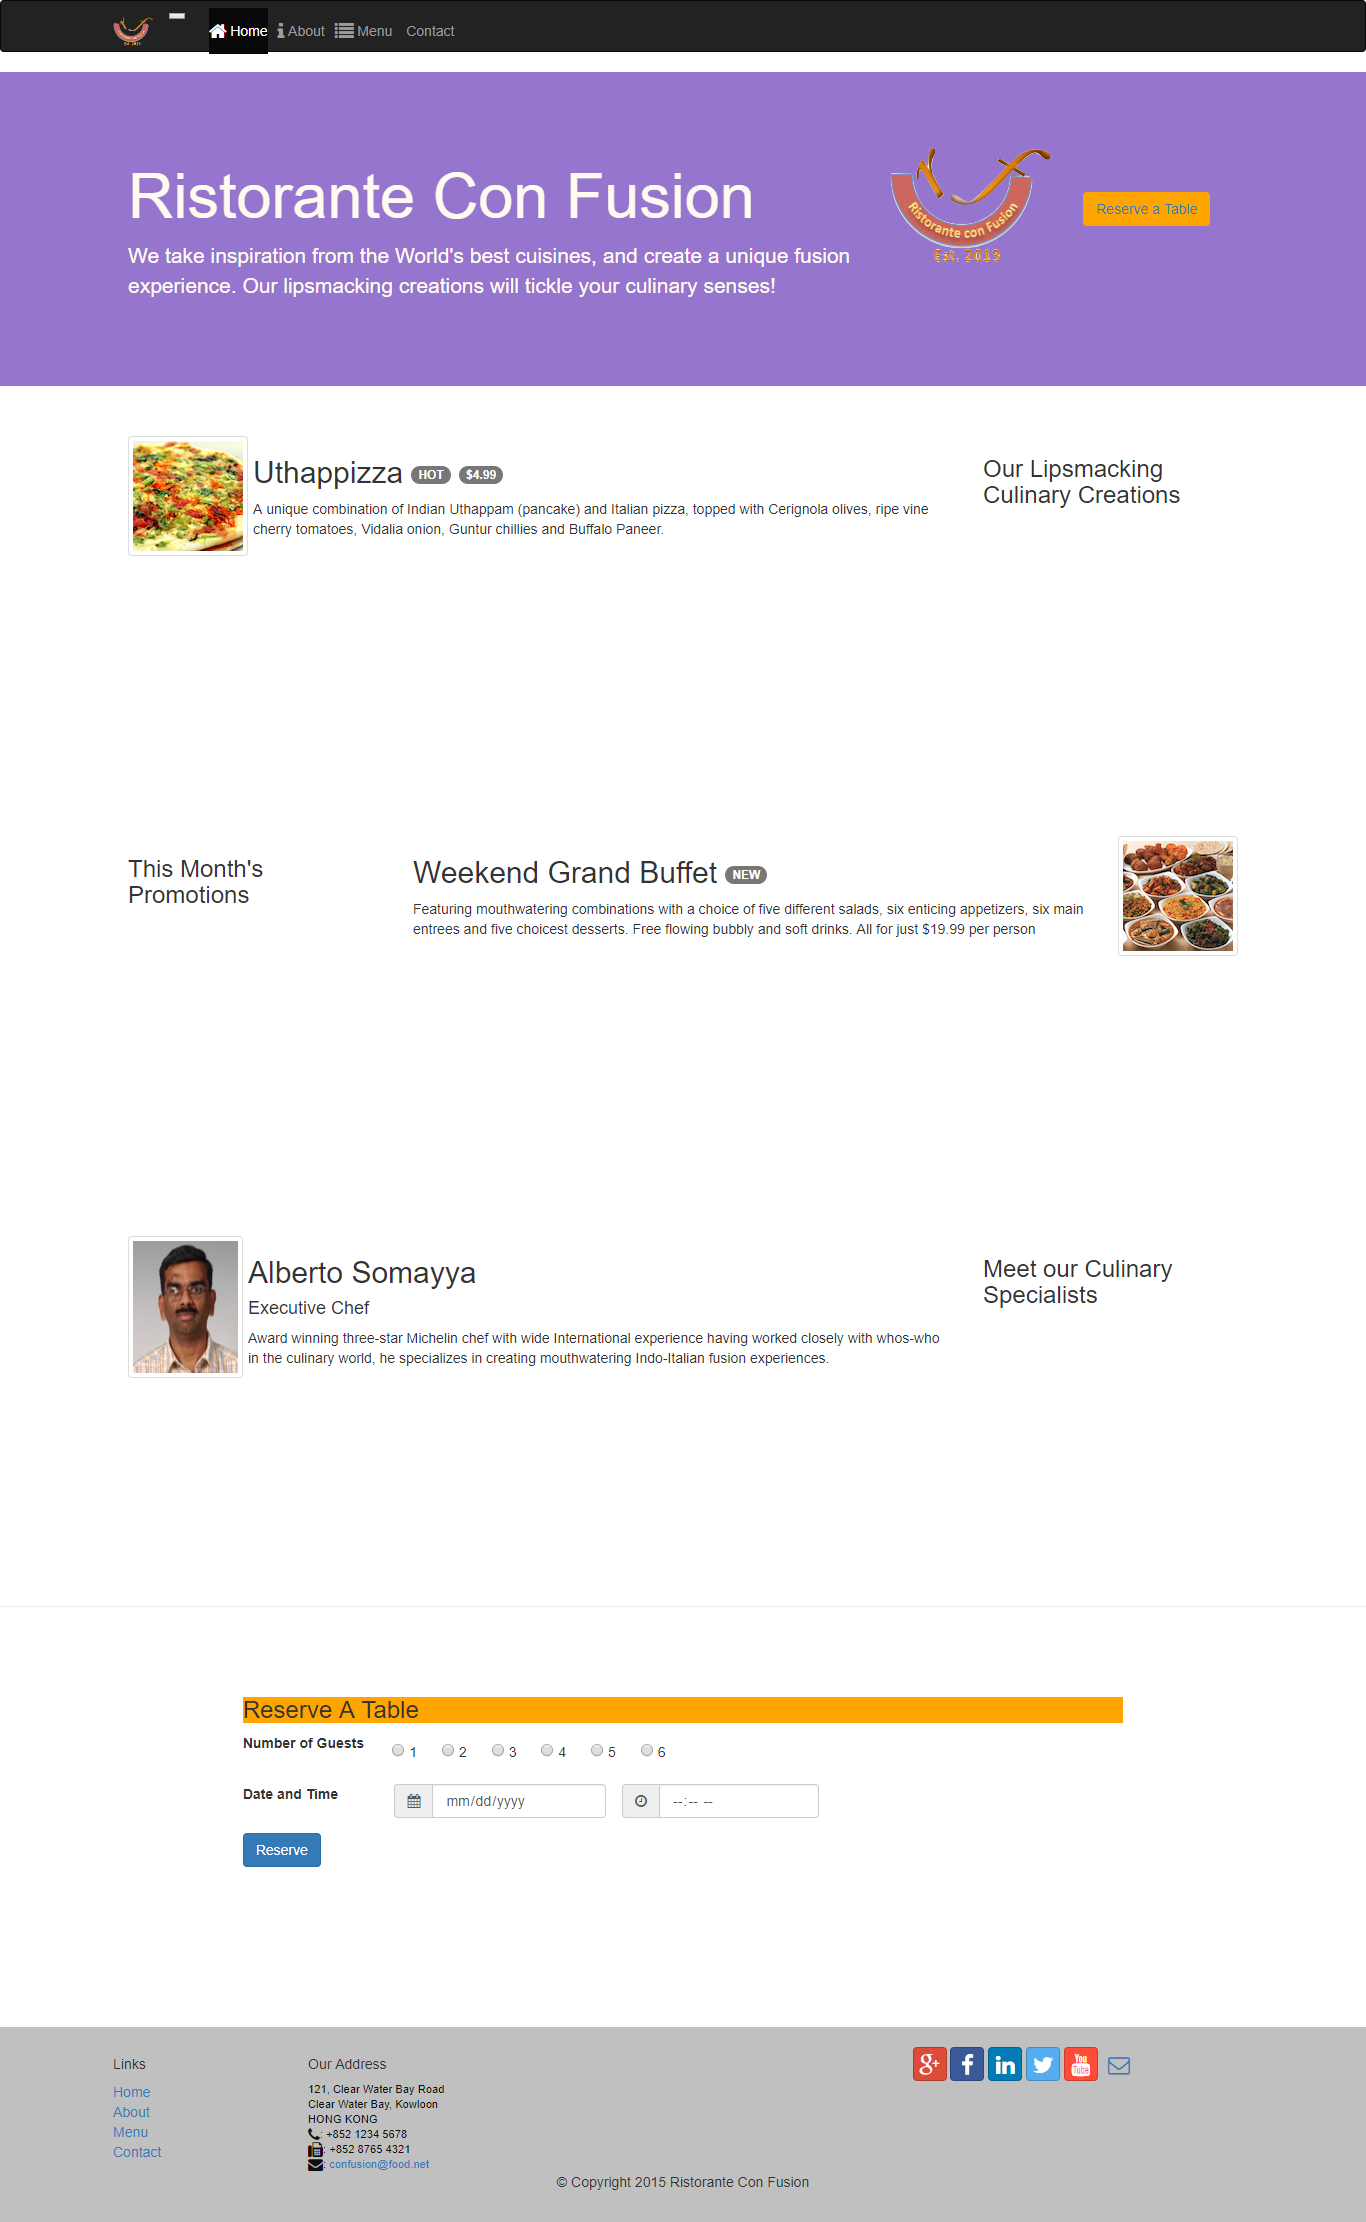 Home About Menu Contact
Ristorante Con Fusion
We take inspiration from the World's best cuisines, and create a unique fusion
experience. Our lipsmacking creations will tickle your culinary senses!
Ristorante con Fusion
Est. 2013
Reserve a Table
Uthappizza HOT $4.99
A unique combination of Indian Uthappam (pancake) and Italian pizza, topped with Cerignola olives, ripe vine
cherry tomatoes, Vidalia onion, Guntur chillies and Buffalo Paneer.
Our Lipsmacking
Culinary Creations
This Month's
Promotions
Weekend Grand Buffet NEW
Featuring mouthwatering combinations with a choice of five different salads, six enticing appetizers, six main
entrees and five choicest desserts. Free flowing bubbly and soft drinks. All for just $19.99 per person
Alberto Somayya
Executive Chef
Award winning three-star Michelin chef with wide International experience having worked closely with whos-who
in the culinary world, he specializes in creating mouthwatering Indo-Italian fusion experiences.
Meet our Culinary
Specialists
Reserve A Table
Number of Guests 1 2 3 4 5 6
Date and Time mm/dd/yyyy --:-- --
Reserve
Links
Home
About
Menu
Contact
Our Address
121, Clear Water Bay Road
Clear Water Bay, Kowloon
HONG KONG
: +852 1234 5678
: +852 8765 4321
: confusion@food.net
g+ f in You Tube
© Copyright 2015 Ristorante Con Fusion